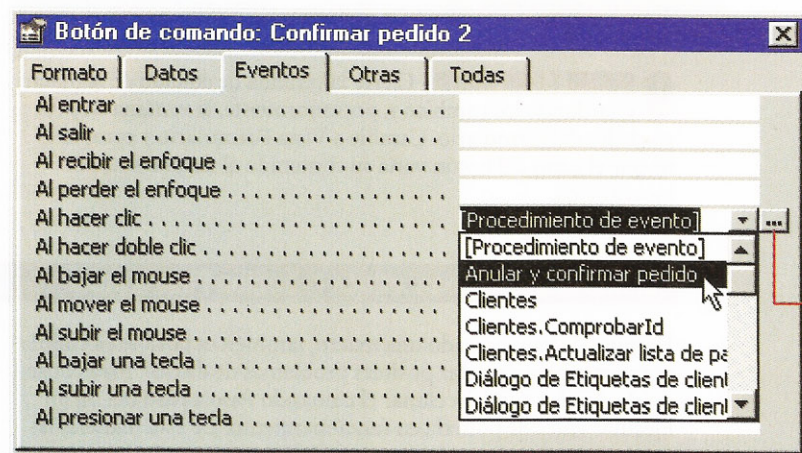 Botón de comando: Confirmar pedido 2
Formato Datos Eventos Otras Todas
Al entrar . . . . . . . . . . . . . . . . . . . . . . . .
Al salir . . . . . . . . . . . . . . . . . . . . . . . . .
Al recibir el enfoque . . . . . . . . . . . . . . . .
Al perder el enfoque . . . . . . . . . . . . . . . .
Al hacer clic . . . . . . . . . . . . . . . . . . . . . . [Procedimiento de evento] ...
Al hacer doble clic . . . . . . . . . . . . . . . . . . [Procedimiento de evento]
Al bajar el mouse . . . . . . . . . . . . . . . . . . Anular y confirmar pedido
Al mover el mouse . . . . . . . . . . . . . . . . . Clientes
Al subir el mouse . . . . . . . . . . . . . . . . . . Clientes.ComprobarId
Al bajar una tecla . . . . . . . . . . . . . . . . . . Clientes.Actualizar lista de pa
Al subir una tecla . . . . . . . . . . . . . . . . . . Diálogo de Etiquetas de client
Al presionar una tecla . . . . . . . . . . . . . . . Diálogo de Etiquetas de client